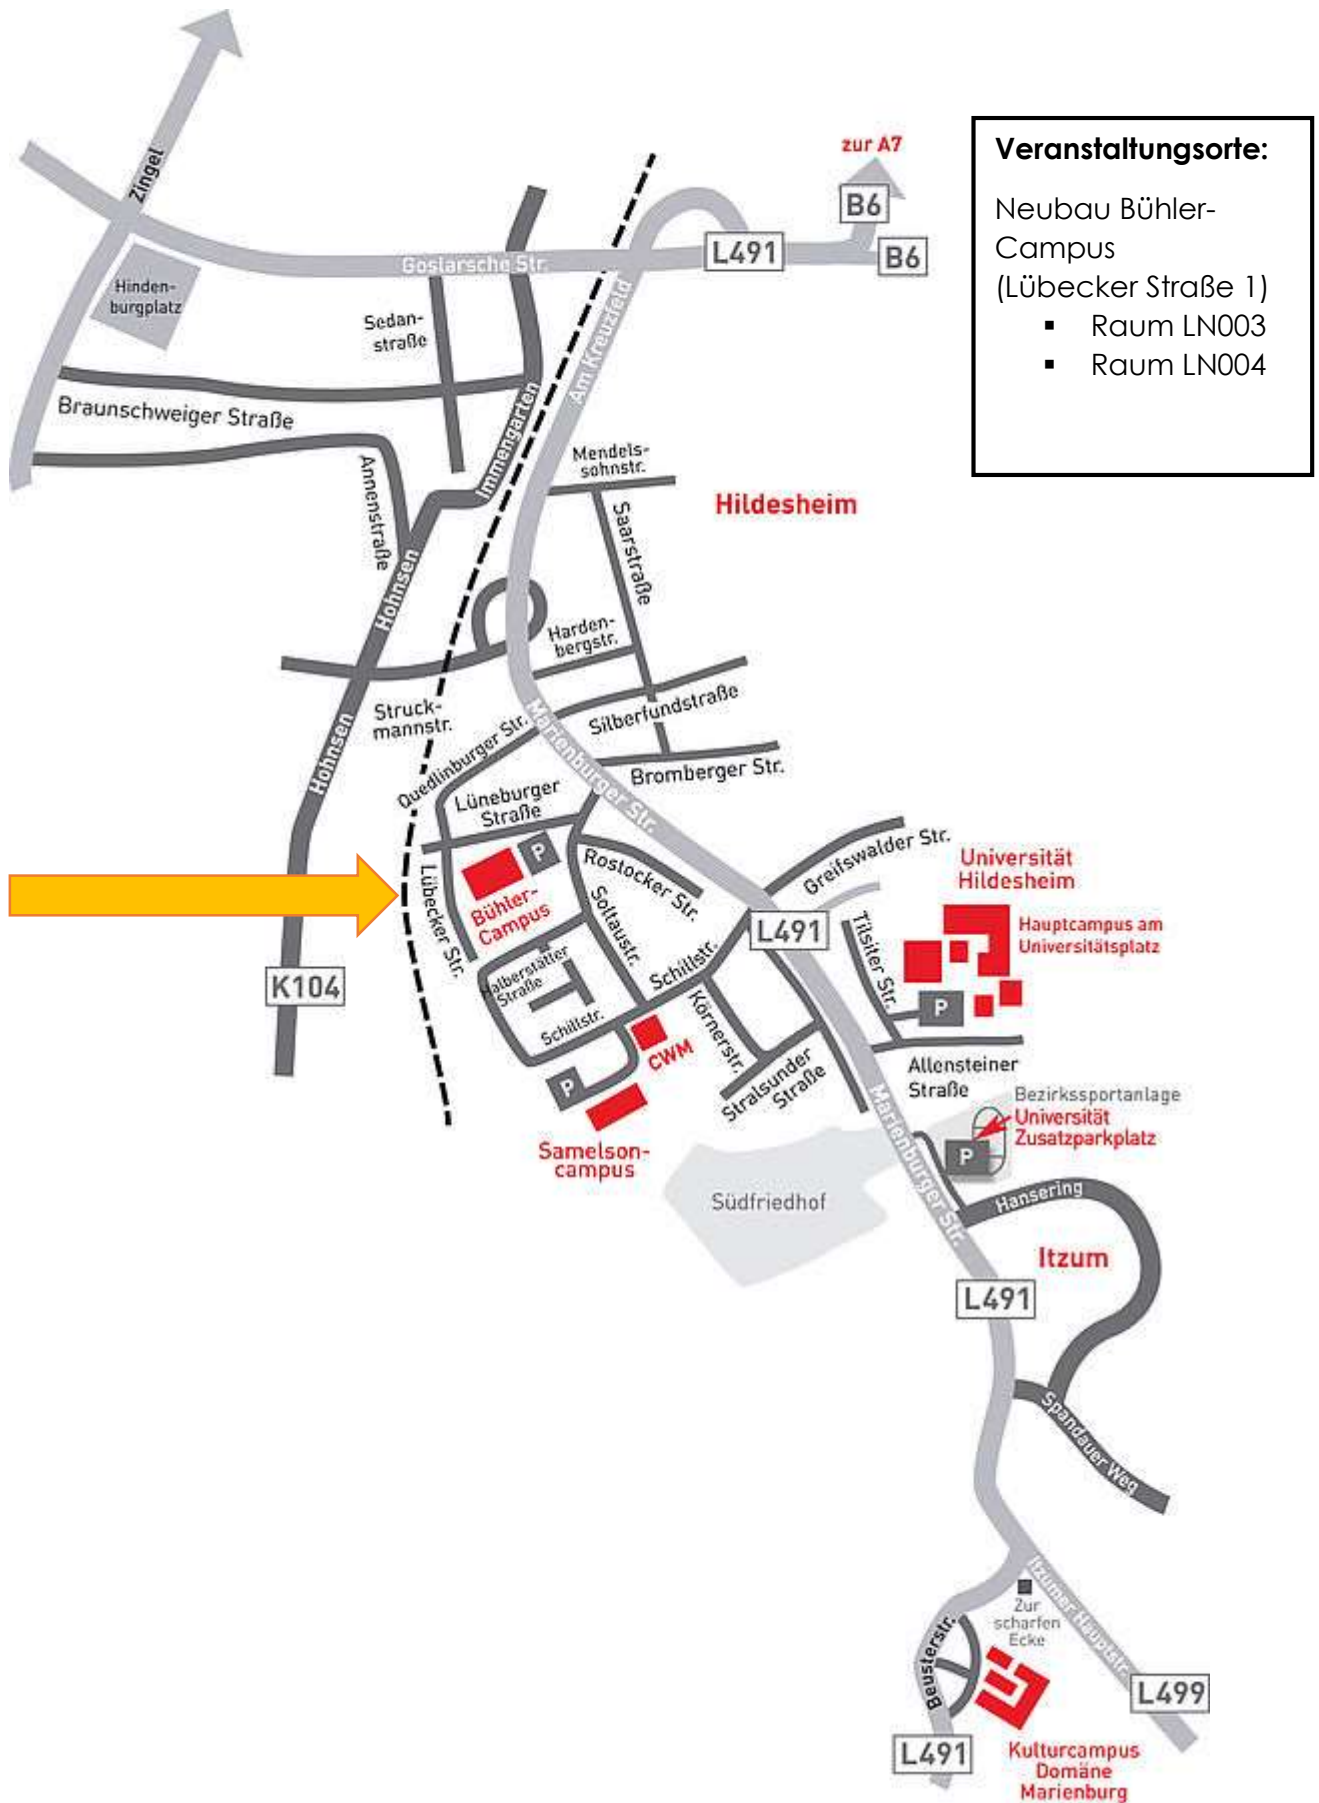 zur A7
B6
L491
B6
Zingel
Goslarsche Str.
Hinden-
burgplatz
Sedan-
straße
Am Kreuzfeld
Braunschweiger Straße
Immengarten
Annenstraße
Mendels-
sohnstr.
Saarstraße
Hildesheim
Hohnsen
Harden-
bergstr.
Struck-
mannstr.
Hohnsen
Silberfundstraße
Quedlinburger Str.
Marienburger Str.
Bromberger Str.
Lüneburger
Straße
P
Rostocker Str.
Greifswalder Str.
Lübecker Str.
Bühler-
Campus
Soltaustr.
L491
Tilsiter Str.
Universität
Hildesheim
Hauptcampus am
Universitätsplatz
P
K104
Halberstätter
Straße
Schillstr.
Schillstr.
Körnerstr.
CWM
P
Stralsunder
Straße
Allensteiner
Straße
Samelson-
campus
Bezirkssportanlage
Universität
Zusatzparkplatz
P
Südfriedhof
Marienburger Str.
Hansering
Itzum
L491
Spandauer Weg
Itzumer Hauptstr.
Zur
scharfen
Ecke
Beusterstr.
L499
L491
Kulturcampus
Domäne
Marienburg
Veranstaltungsorte:
Neubau Bühler-
Campus
(Lübecker Straße 1)
▪ Raum LN003
▪ Raum LN004